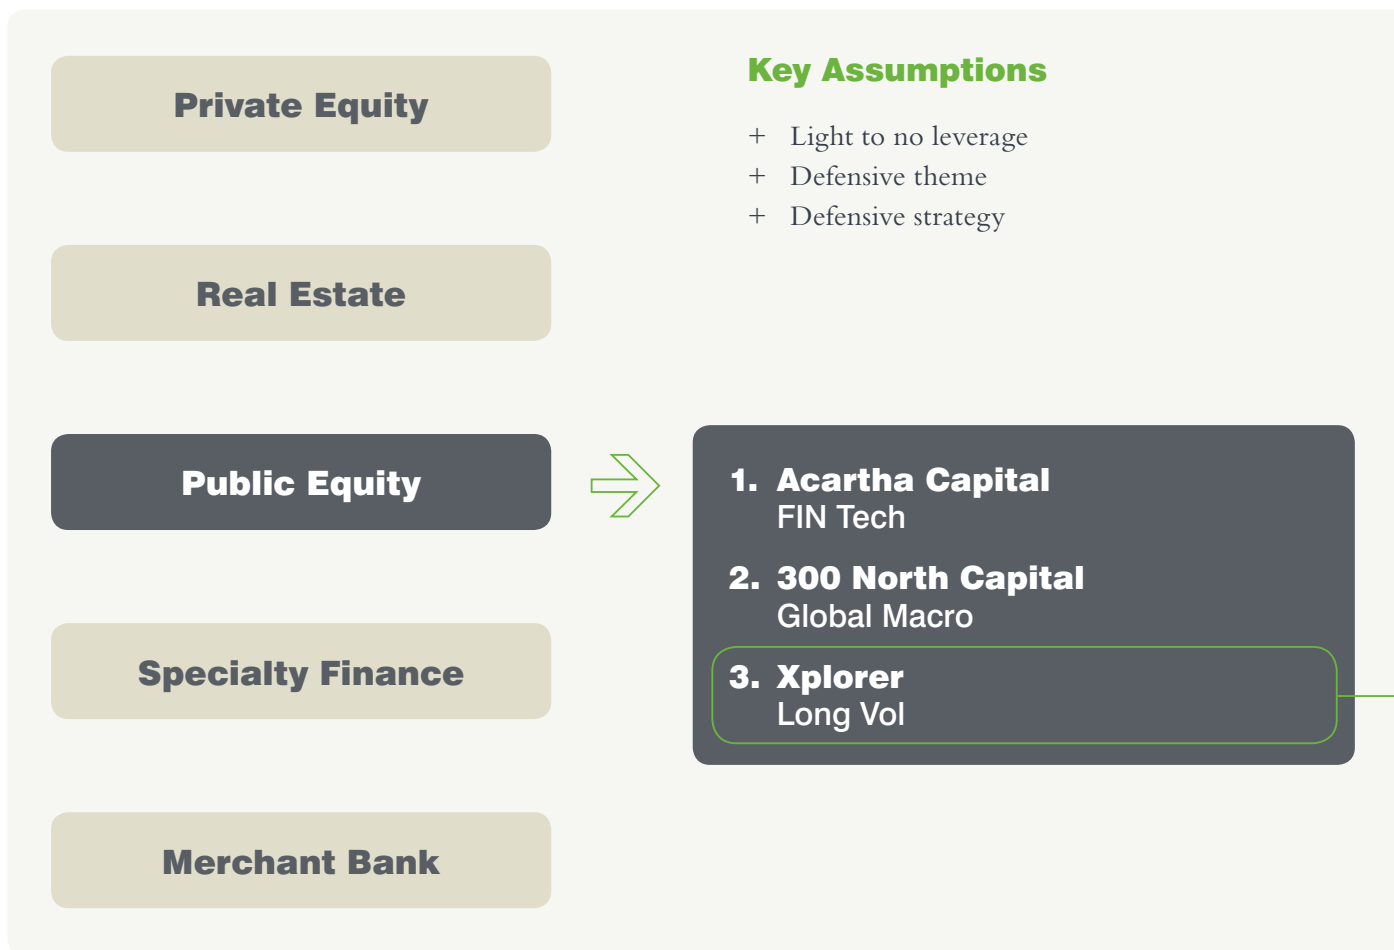 Private Equity
Real Estate
Public Equity
Specialty Finance
Merchant Bank
Key Assumptions
+ Light to no leverage
+ Defensive theme
+ Defensive strategy
1. Acartha Capital
FIN Tech
2. 300 North Capital
Global Macro
3. Xplorer
Long Vol